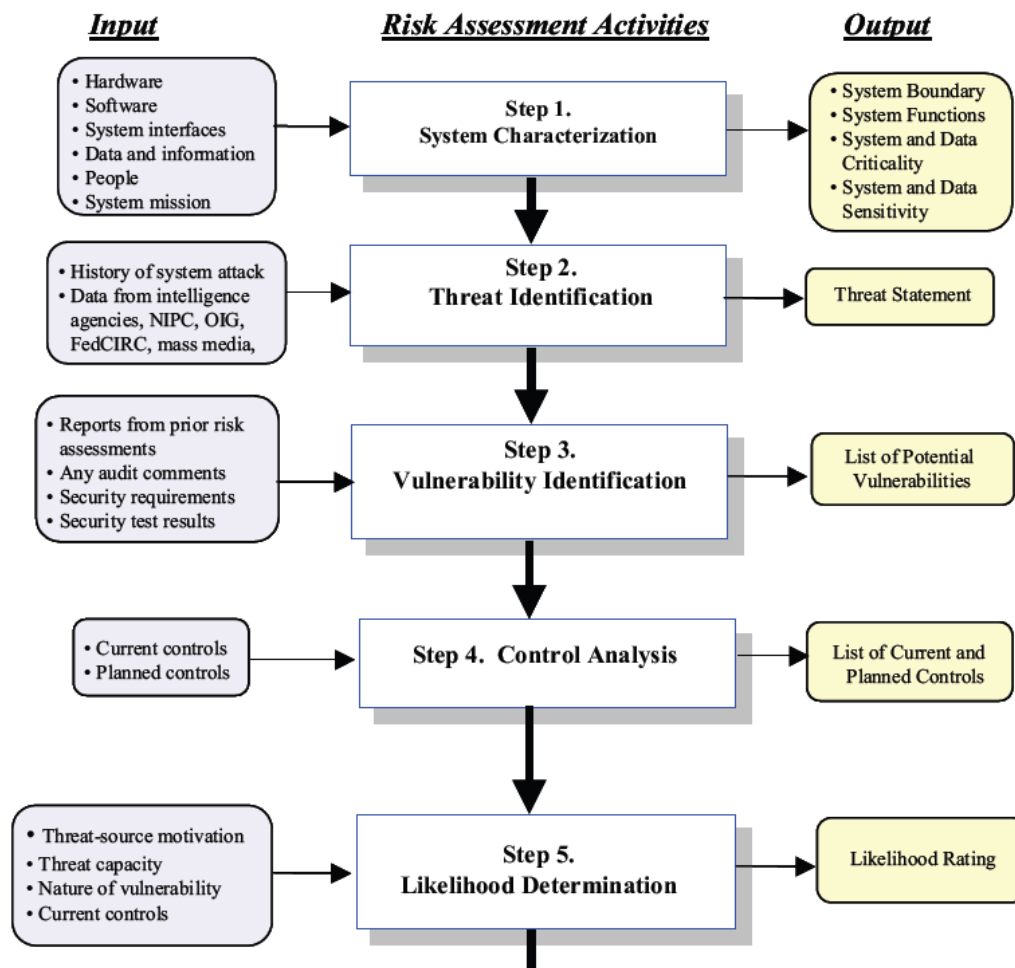 Input
Risk Assessment Activities
Output
• Hardware
• Software
• System interfaces
• Data and information
• People
• System mission
Step 1.
System Characterization
• System Boundary
• System Functions
• System and Data
Criticality
• System and Data
Sensitivity
• History of system attack
• Data from intelligence
agencies, NIPC, OIG,
FedCIRC, mass media,
Step 2.
Threat Identification
Threat Statement
• Reports from prior risk
assessments
• Any audit comments
• Security requirements
• Security test results
Step 3.
Vulnerability Identification
List of Potential
Vulnerabilities
• Current controls
• Planned controls
Step 4. Control Analysis
List of Current and
Planned Controls
• Threat-source motivation
• Threat capacity
• Nature of vulnerability
• Current controls
Step 5.
Likelihood Determination
Likelihood Rating